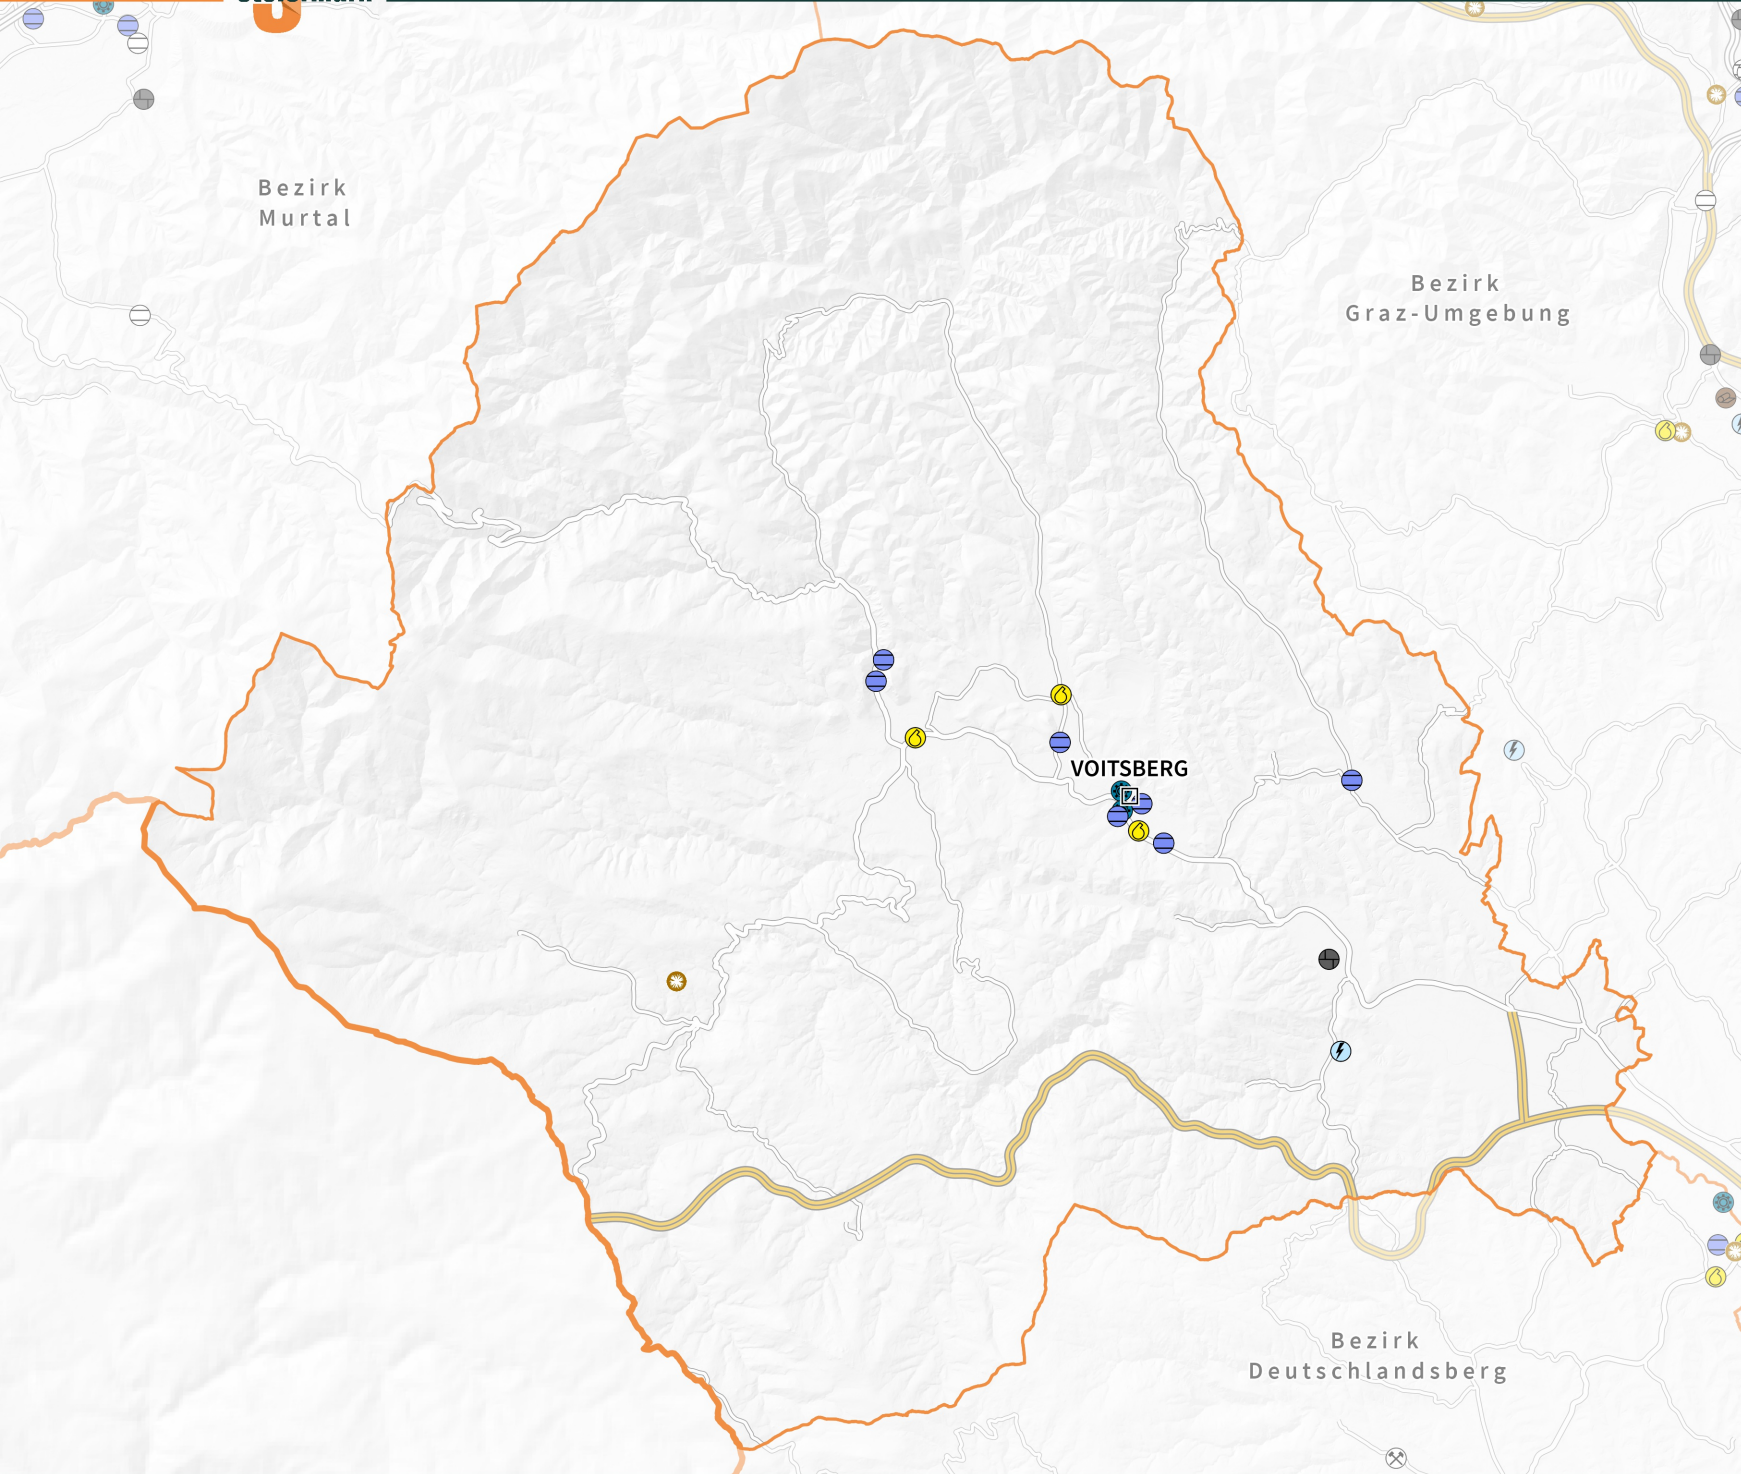 Bezirk
Murtal
Bezirk
Graz-Umgebung
VOITSBERG
Bezirk
Deutschlandsberg